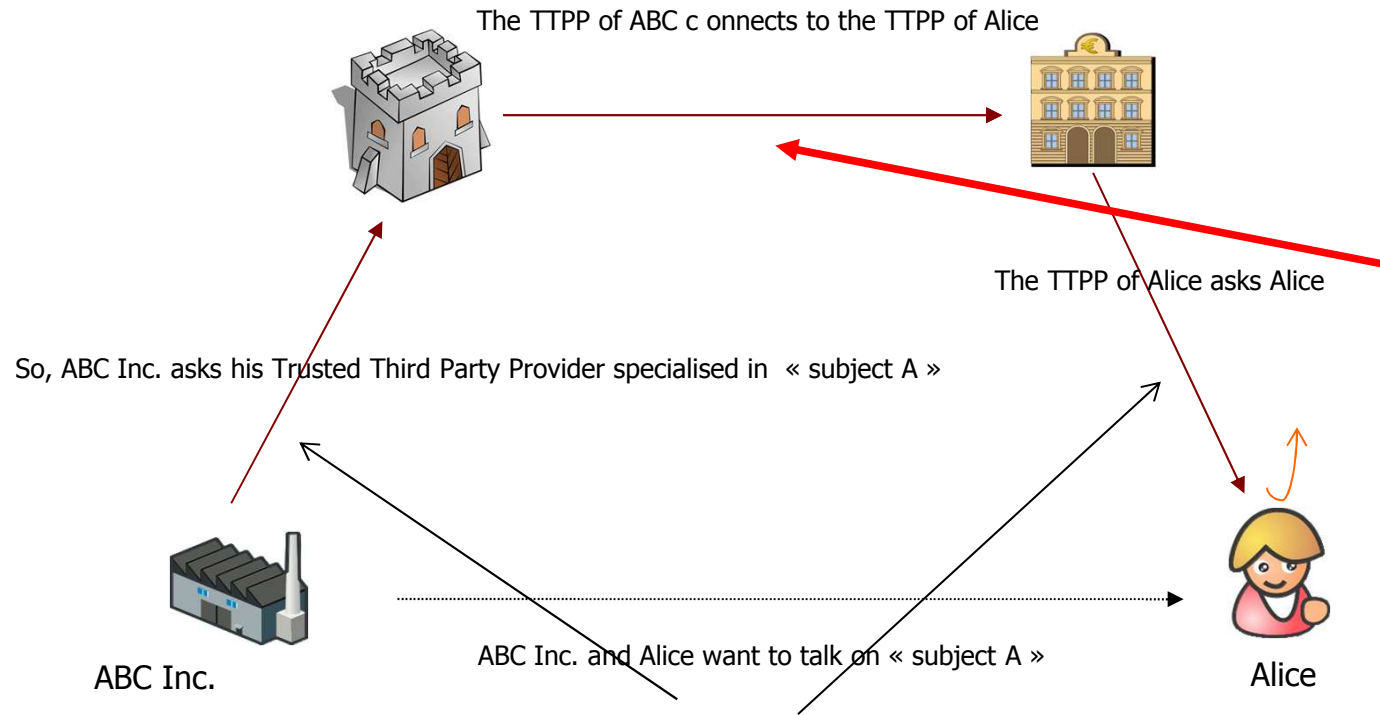 The TTPP of ABC c onnects to the TTPP of Alice
The TTPP of Alice asks Alice
So, ABC Inc. asks his Trusted Third Party Provider specialised in « subject A »
ABC Inc. and Alice want to talk on « subject A »
ABC Inc.
Alice